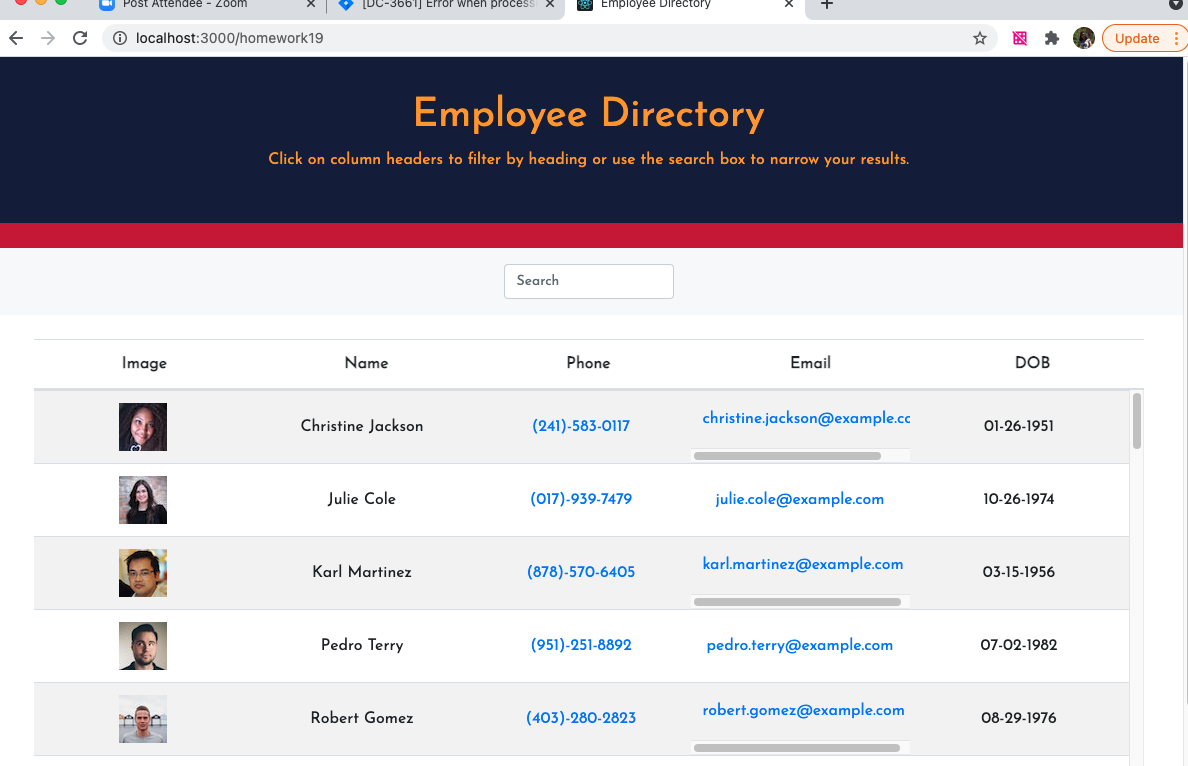 Post Attendee - Zoom
[DC-3661] Error when process
Employee Directory
localhost:3000/homework19
Update
Employee Directory
Click on column headers to filter by heading or use the search box to narrow your results.
Search
Image Name Phone Email DOB
Christine Jackson (241)-583-0117 christine.jackson@example.cc 01-26-1951
Julie Cole (017)-939-7479 julie.cole@example.com 10-26-1974
Karl Martinez (878)-570-6405 karl.martinez@example.com 03-15-1956
Pedro Terry (951)-251-8892 pedro.terry@example.com 07-02-1982
Robert Gomez (403)-280-2823 robert.gomez@example.com 08-29-1976